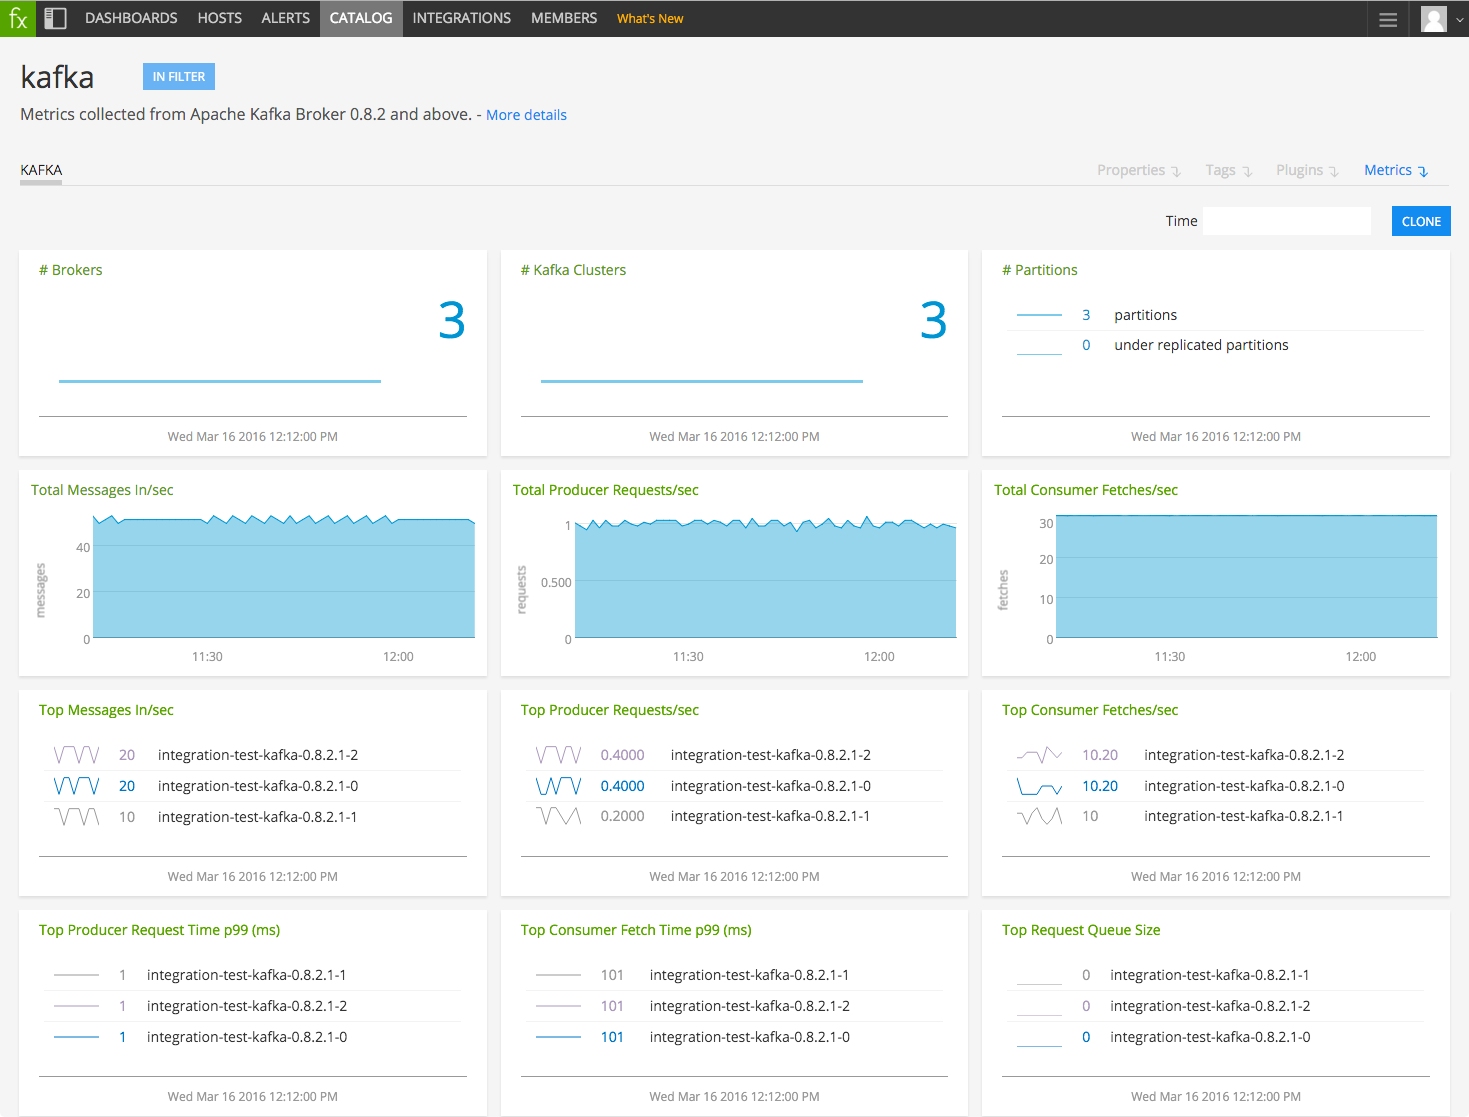 fx DASHBOARDS HOSTS ALERTS CATALOG INTEGRATIONS MEMBERS What's New
kafka IN FILTER
Metrics collected from Apache Kafka Broker 0.8.2 and above. - More details
KAFKA Properties Tags Plugins Metrics
Time CLONE
# Brokers
3
Wed Mar 16 2016 12:12:00 PM
# Kafka Clusters
3
Wed Mar 16 2016 12:12:00 PM
# Partitions
3 partitions
0 under replicated partitions
Wed Mar 16 2016 12:12:00 PM
Total Messages In/sec
messages
40
20
0
11:30 12:00
Total Producer Requests/sec
requests
1
0.500
0
11:30 12:00
Total Consumer Fetches/sec
fetches
30
20
10
0
11:30 12:00
Top Messages In/sec
20 integration-test-kafka-0.8.2.1-2
20 integration-test-kafka-0.8.2.1-0
10 integration-test-kafka-0.8.2.1-1
Wed Mar 16 2016 12:12:00 PM
Top Producer Requests/sec
0.4000 integration-test-kafka-0.8.2.1-2
0.4000 integration-test-kafka-0.8.2.1-0
0.2000 integration-test-kafka-0.8.2.1-1
Wed Mar 16 2016 12:12:00 PM
Top Consumer Fetches/sec
10.20 integration-test-kafka-0.8.2.1-2
10.20 integration-test-kafka-0.8.2.1-0
10 integration-test-kafka-0.8.2.1-1
Wed Mar 16 2016 12:12:00 PM
Top Producer Request Time p99 (ms)
1 integration-test-kafka-0.8.2.1-1
1 integration-test-kafka-0.8.2.1-2
1 integration-test-kafka-0.8.2.1-0
Wed Mar 16 2016 12:12:00 PM
Top Consumer Fetch Time p99 (ms)
101 integration-test-kafka-0.8.2.1-1
101 integration-test-kafka-0.8.2.1-2
101 integration-test-kafka-0.8.2.1-0
Wed Mar 16 2016 12:12:00 PM
Top Request Queue Size
0 integration-test-kafka-0.8.2.1-1
0 integration-test-kafka-0.8.2.1-2
0 integration-test-kafka-0.8.2.1-0
Wed Mar 16 2016 12:12:00 PM